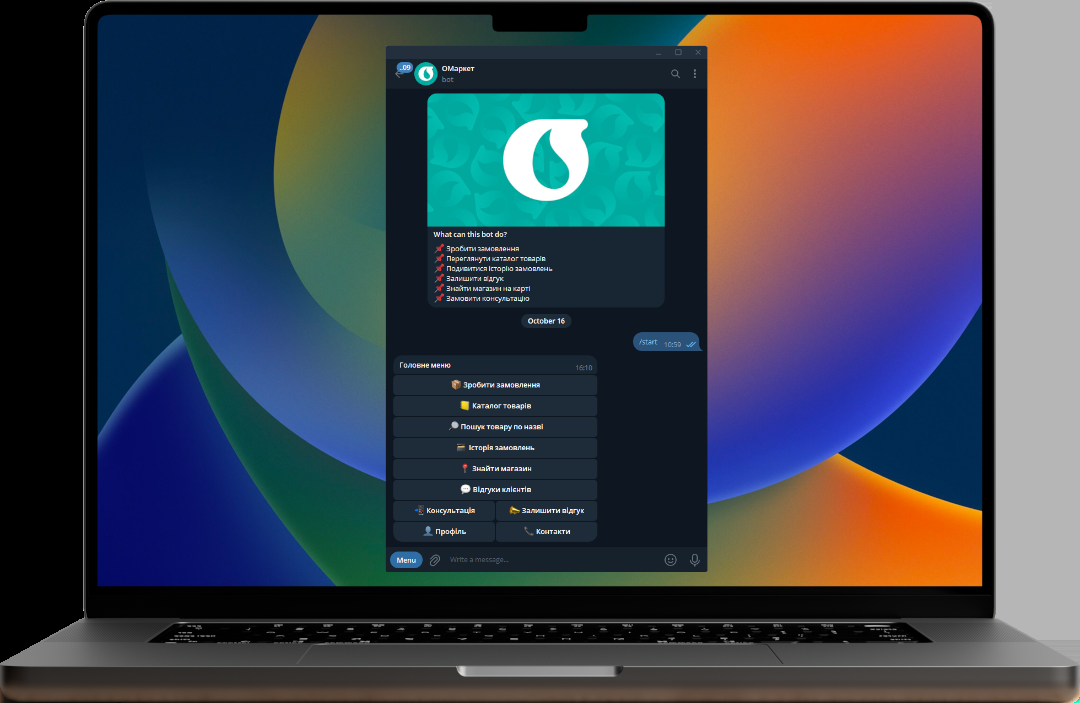 ..09
ОМаркет
bot
What can this bot do?
📌 Зробити замовлення
📌 Переглянути каталог товарів
📌 Подивитися історію замовлень
📌 Залишити відгук
📌 Знайти магазин на карті
📌 Замовити консультацію
October 16
/start 10:59
Головне меню 16:10
📦 Зробити замовлення
📒 Каталог товарів
🔎 Пошук товару по назві
🗃 Історія замовлень
📍 Знайти магазин
💬 Відгуки клієнтів
📲 Консультація
📣 Залишити відгук
👤 Профіль
📞 Контакти
Menu
Write a message...